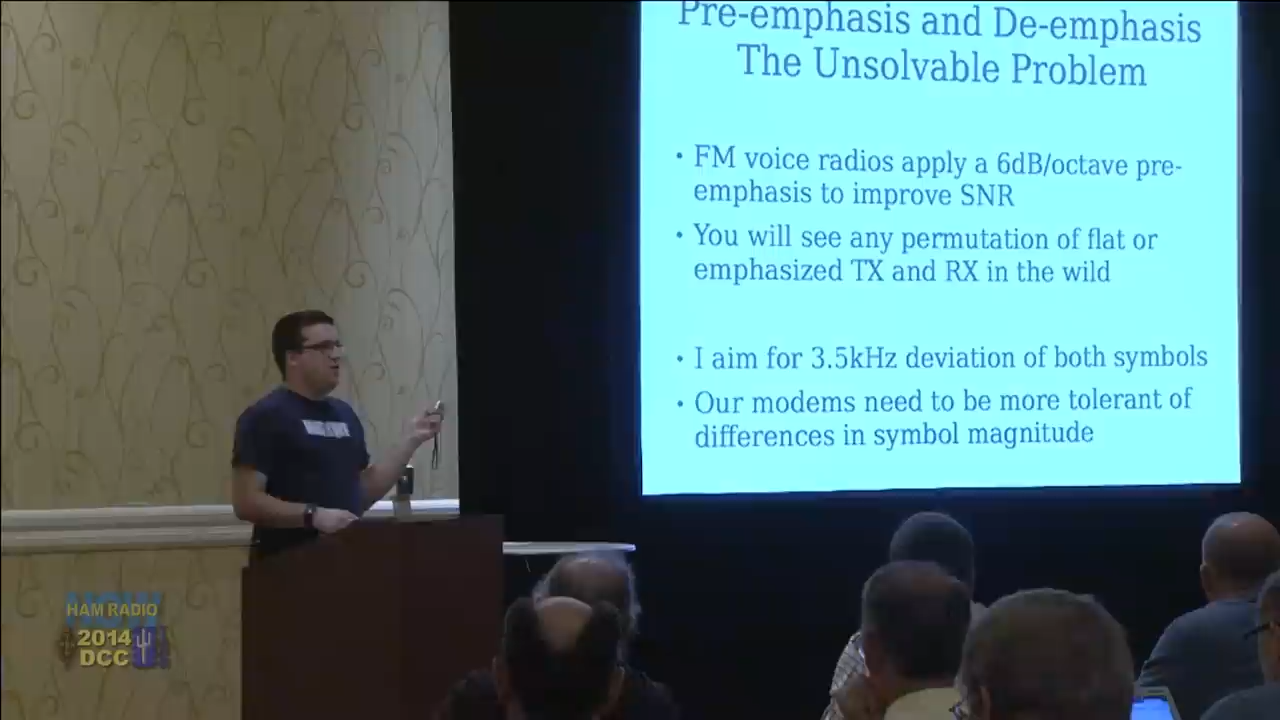 Pre-emphasis and De-emphasis
The Unsolvable Problem
• FM voice radios apply a 6dB/octave pre-
emphasis to improve SNR
• You will see any permutation of flat or
emphasized TX and RX in the wild
• I aim for 3.5kHz deviation of both symbols
• Our modems need to be more tolerant of
differences in symbol magnitude
HAM RADIO
NOW
2014
DCC